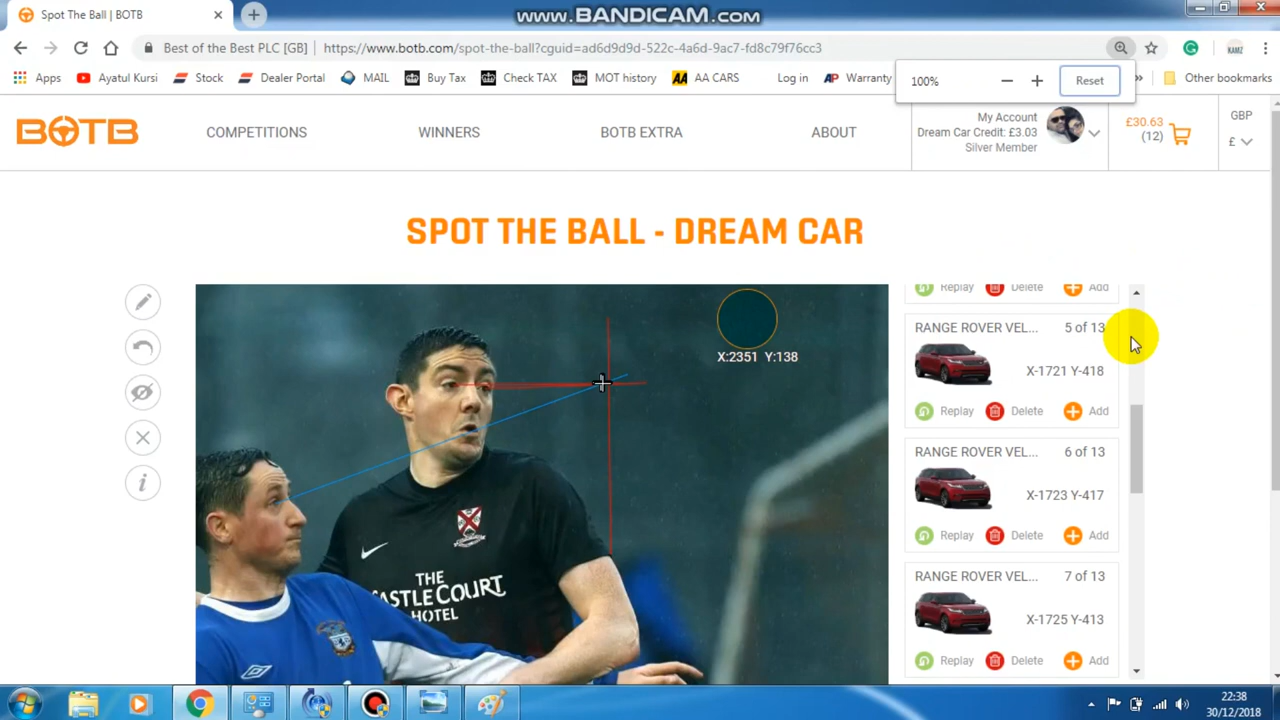 Spot The Ball | BOTB
www.BANDICAM.com
Best of the Best PLC [GB]
https://www.botb.com/spot-the-ball?cguid=ad6d9d9d-522c-4a6d-9ac7-fd8c79f76cc3
KAMZ
Apps
Ayatul Kursi
Stock
Dealer Portal
MAIL
Buy Tax
Check TAX
MOT history
AA CARS
Log in
Warranty
»
Other bookmarks
100%
Reset
BOTB
COMPETITIONS
WINNERS
BOTB EXTRA
ABOUT
My Account
Dream Car Credit: £3.03
Silver Member
£30.63
(12)
GBP
£
SPOT THE BALL - DREAM CAR
X:2351 Y:138
THE
CASTLE COURT
HOTEL
Replay Delete Add
RANGE ROVER VEL... 5 of 13
X-1721 Y-418
Replay Delete Add
RANGE ROVER VEL... 6 of 13
X-1723 Y-417
Replay Delete Add
RANGE ROVER VEL... 7 of 13
X-1725 Y-413
Replay Delete Add
22:38
30/12/2018